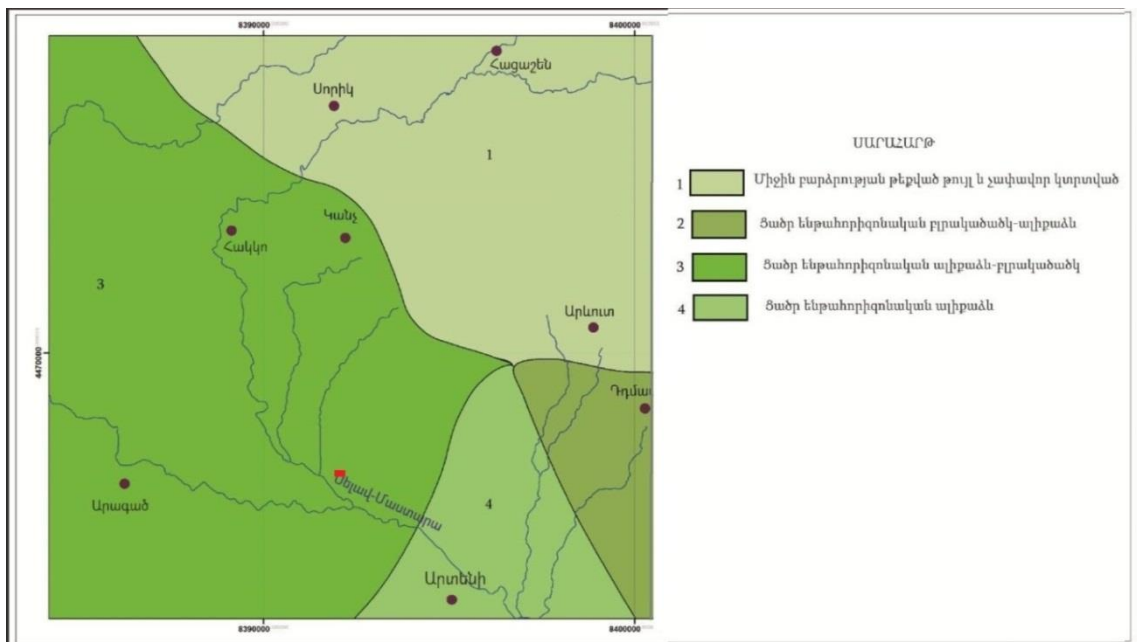 8390000
8400000
Հացաշեն
Սորիկ
1
Կանչ
Հակկո
3
Արևուտ
4470000
4470000
Դդմա
Սելավ-Մաստարա
Արագած
4
Արտենի
8390000
8400000
ՍԱՐԱՀԱՐԹ
1 Միջին բարձրության թեքված թույլ և չափավոր կտրտված
2 Ցածր ենթահորիզոնական բլրակածածկ-ալիքաձև
3 Ցածր ենթահորիզոնական ալիքաձև-բլրակածածկ
4 Ցածր ենթահորիզոնական ալիքաձև